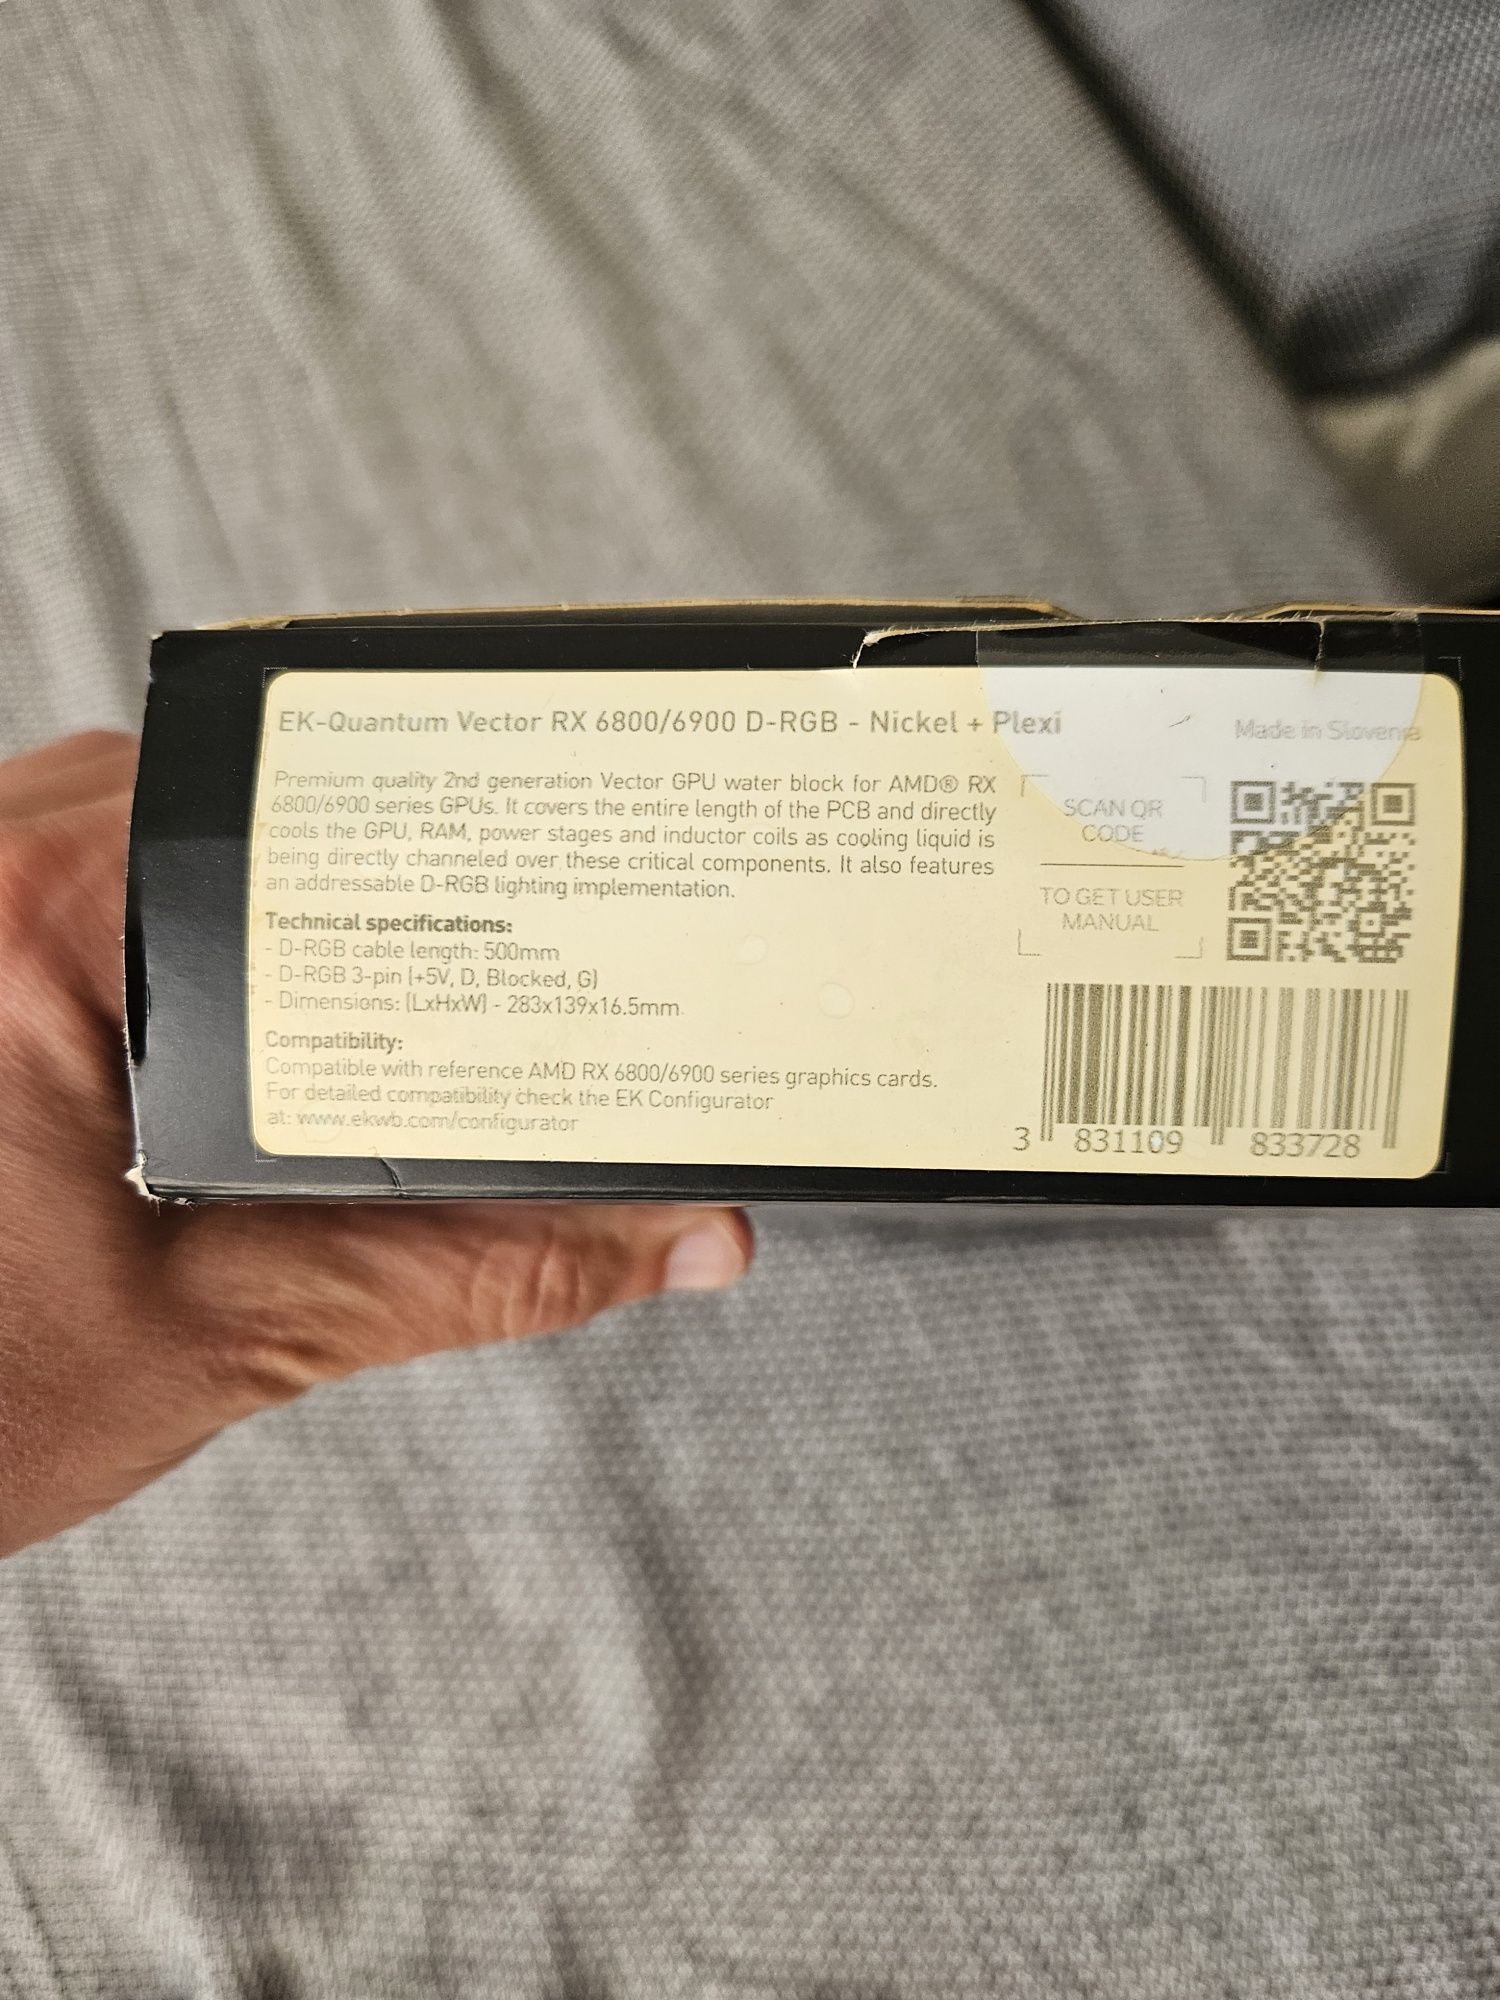 EK-Quantum Vector RX 6800/6900 D-RGB - Nickel + Plexi
Made in Slovenia
Premium quality 2nd generation Vector GPU water block for AMD® RX
6800/6900 series GPUs. It covers the entire length of the PCB and directly
cools the GPU, RAM, power stages and inductor coils as cooling liquid is
being directly channeled over these critical components. It also features
an addressable D-RGB lighting implementation.
Technical specifications:
- D-RGB cable length: 500mm
- D-RGB 3-pin (+5V, D, Blocked, G)
- Dimensions: (LxHxW) - 283x139x16.5mm
Compatibility:
Compatible with reference AMD RX 6800/6900 series graphics cards.
For detailed compatibility check the EK Configurator
at: www.ekwb.com/configurator
SCAN QR
CODE
TO GET USER
MANUAL
3 831109 833728